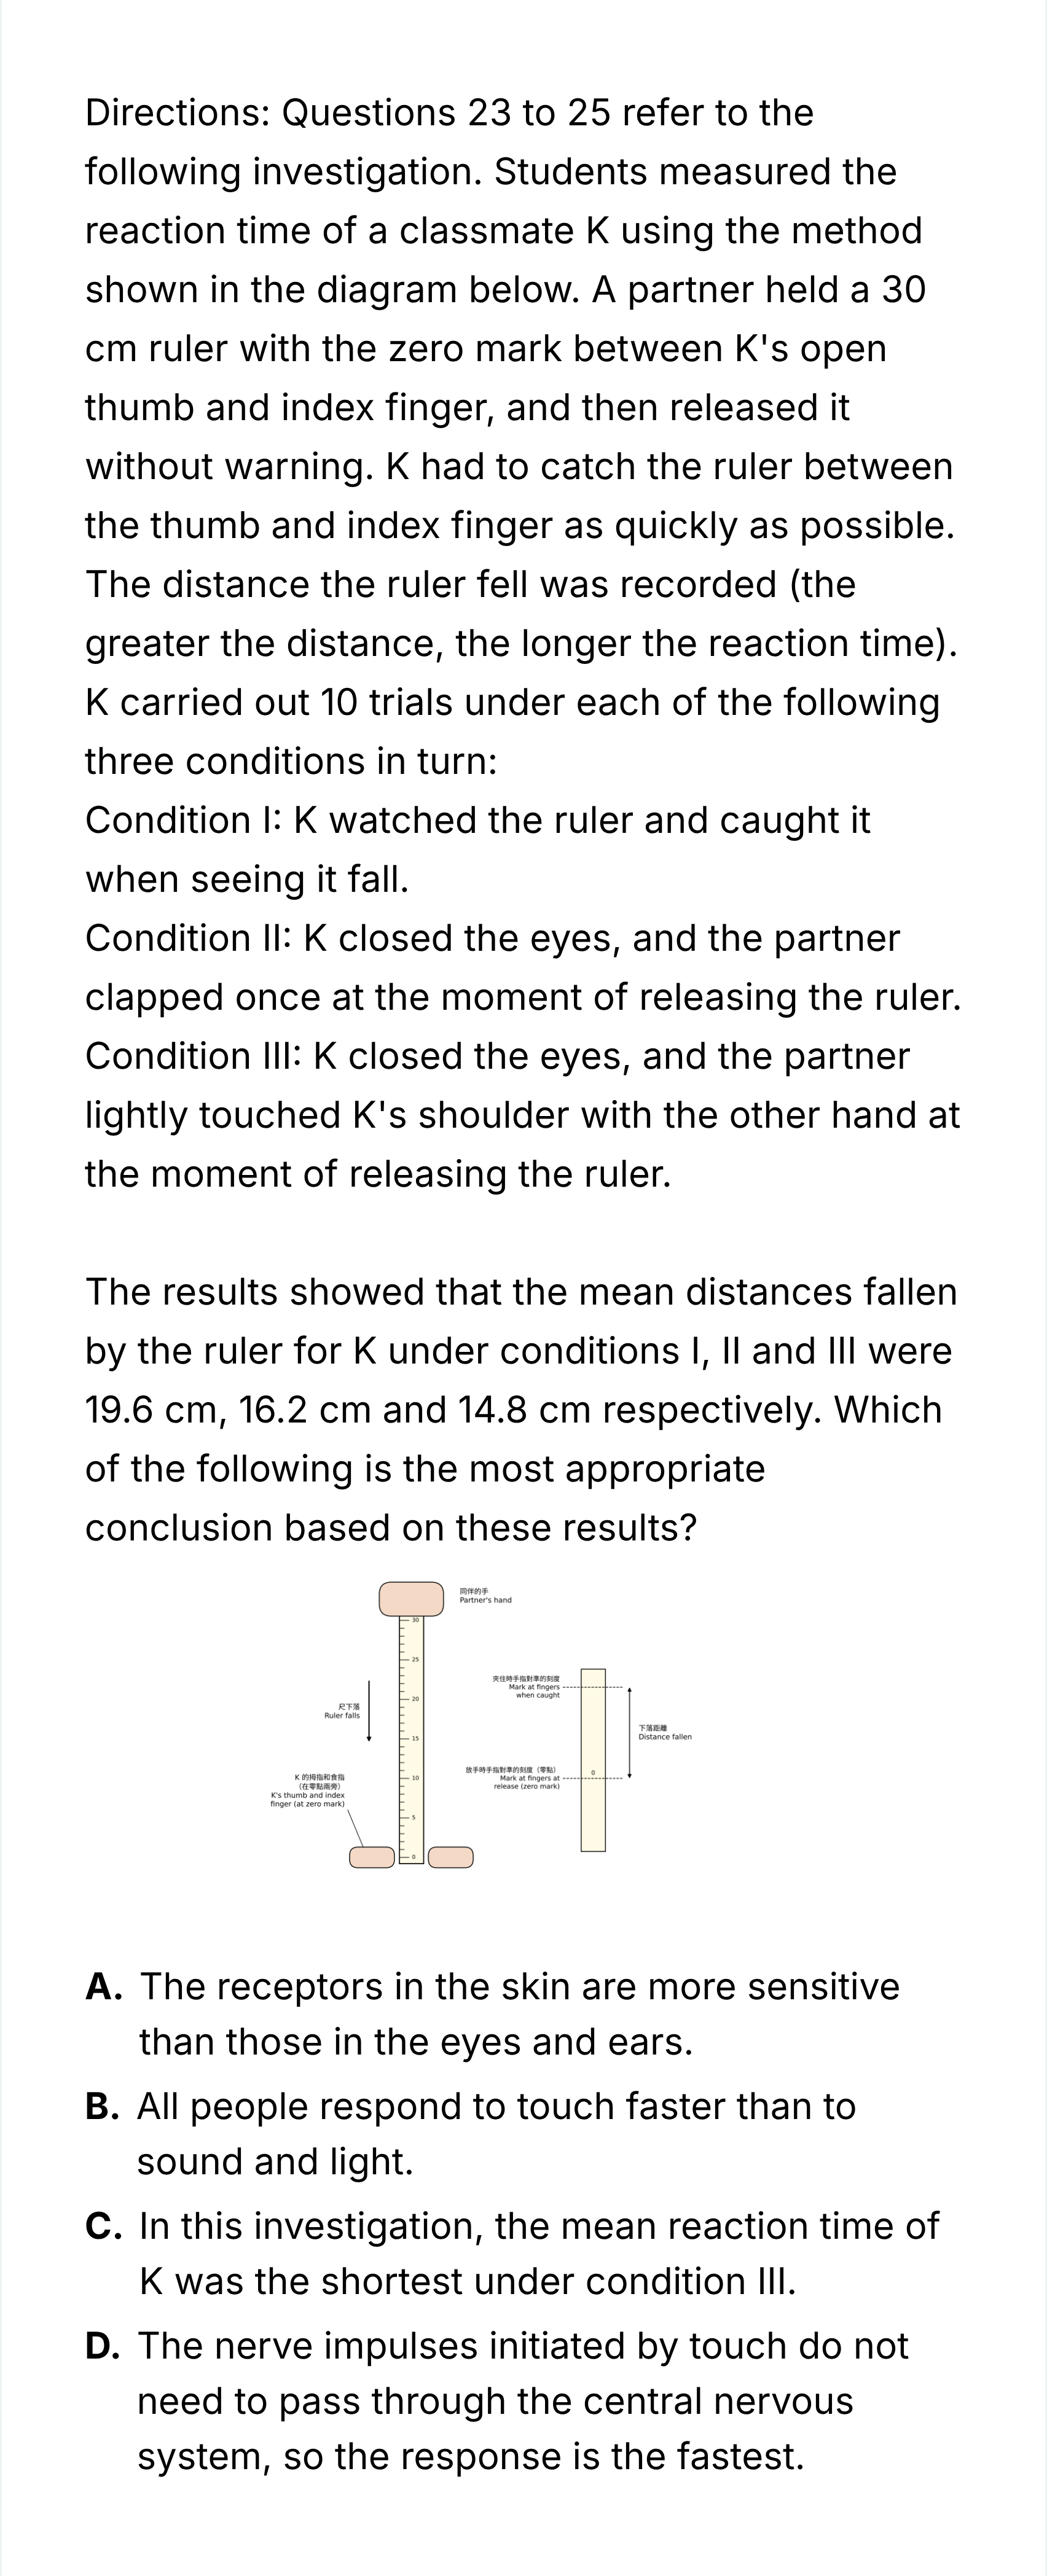 Directions: Questions 23 to 25 refer to the
following investigation. Students measured the
reaction time of a classmate K using the method
shown in the diagram below. A partner held a 30
cm ruler with the zero mark between K's open
thumb and index finger, and then released it
without warning. K had to catch the ruler between
the thumb and index finger as quickly as possible.
The distance the ruler fell was recorded (the
greater the distance, the longer the reaction time).
K carried out 10 trials under each of the following
three conditions in turn:
Condition I: K watched the ruler and caught it
when seeing it fall.
Condition II: K closed the eyes, and the partner
clapped once at the moment of releasing the ruler.
Condition III: K closed the eyes, and the partner
lightly touched K's shoulder with the other hand at
the moment of releasing the ruler.
The results showed that the mean distances fallen
by the ruler for K under conditions I, II and III were
19.6 cm, 16.2 cm and 14.8 cm respectively. Which
of the following is the most appropriate
conclusion based on these results?
同伴的手
Partner's hand
30
25
20
15
10
5
0
尺下落
Ruler falls
K 的拇指和食指
（在零點兩旁）
K's thumb and index
finger (at zero mark)
夾住時手指對準的刻度
Mark at fingers
when caught
放手時手指對準的刻度（零點）
Mark at fingers at
release (zero mark)
0
下落距離
Distance fallen
A. The receptors in the skin are more sensitive
than those in the eyes and ears.
B. All people respond to touch faster than to
sound and light.
C. In this investigation, the mean reaction time of
K was the shortest under condition III.
D. The nerve impulses initiated by touch do not
need to pass through the central nervous
system, so the response is the fastest.